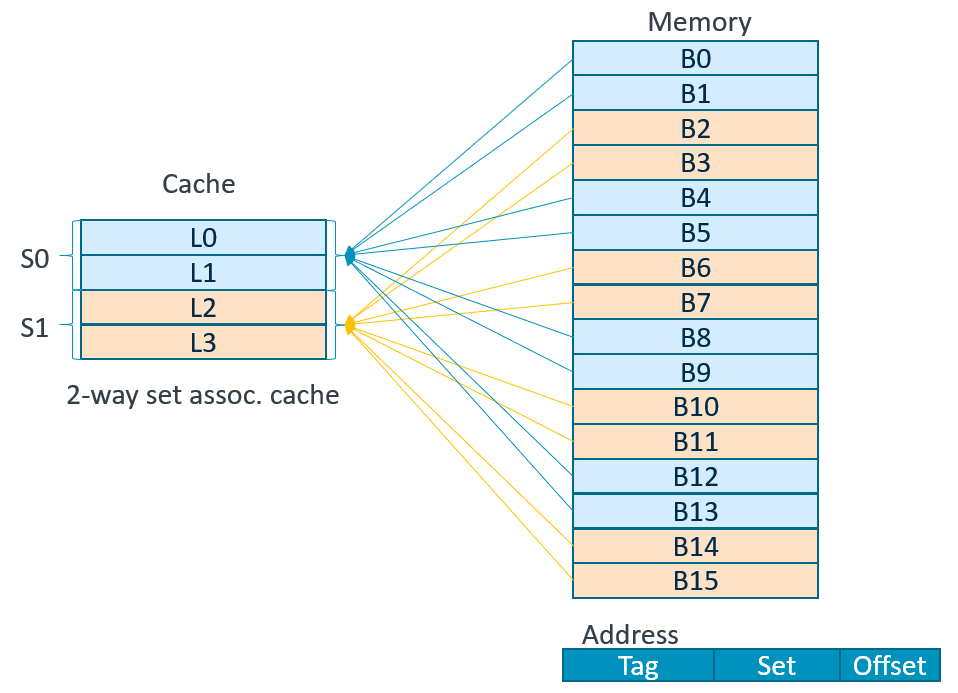 Memory
B0
B1
B2
B3
B4
B5
B6
B7
B8
B9
B10
B11
B12
B13
B14
B15
Cache
S0
L0
L1
S1
L2
L3
2-way set assoc. cache
Address
Tag Set Offset